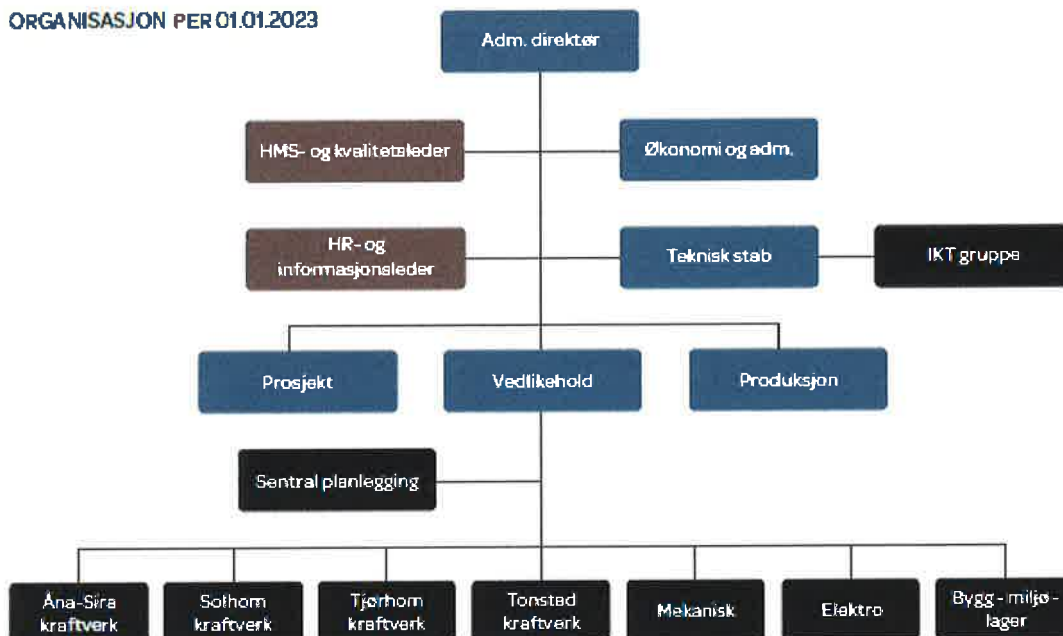 ORGANISASJON PER 01.01.2023
Adm. direktør
HMS- og kvalitetsleder
Økonomi og adm.
HR- og
informasjonsleder
Teknisk stab
IKT gruppe
Prosjekt
Vedlikehold
Produksjon
Sentral planlegging
Åna-Sira
kraftverk
Solhom
kraftverk
Tjørhom
kraftverk
Tonstad
kraftverk
Mekanisk
Elektro
Bygg - miljø -
lager